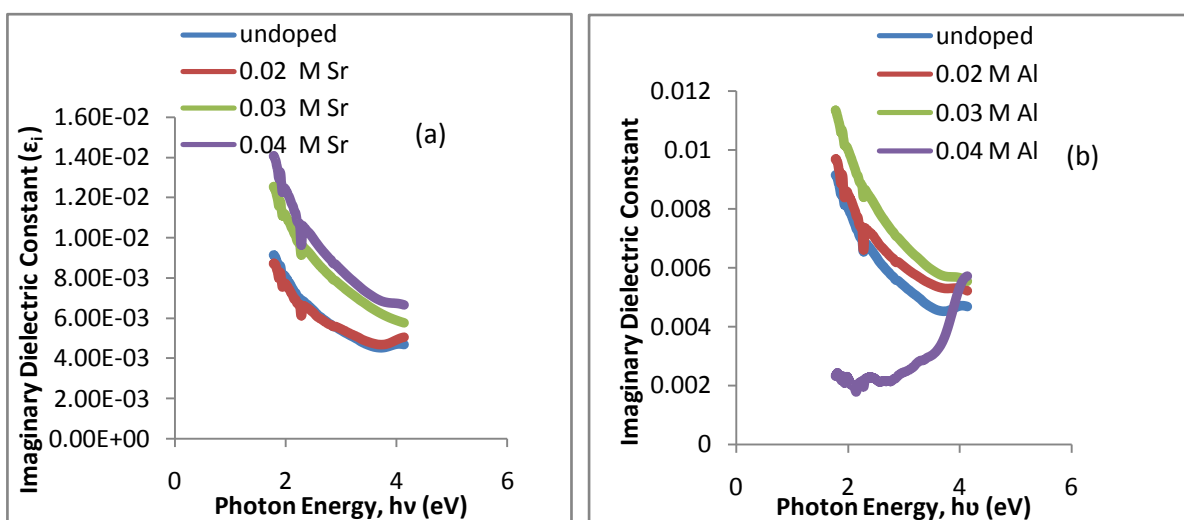 undoped
0.02 M Sr
0.03 M Sr
0.04 M Sr
(a)
Imaginary Dielectric Constant (ε_i)
1.60E-02
1.40E-02
1.20E-02
1.00E-02
8.00E-03
6.00E-03
4.00E-03
2.00E-03
0.00E+00
0 2 4 6
Photon Energy, hν (eV)
undoped
0.02 M Al
0.03 M Al
0.04 M Al
(b)
Imaginary Dielectric Constant
0.012
0.01
0.008
0.006
0.004
0.002
0
0 2 4 6
Photon Energy, hυ (eV)